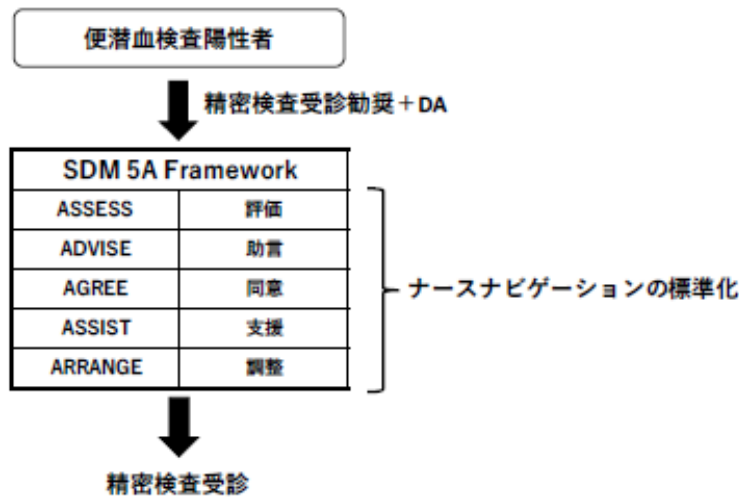 便潜血検査陽性者
精密検査受診勧奨＋DA
SDM 5A Framework
ASSESS 評価
ADVISE 助言
AGREE 同意
ASSIST 支援
ARRANGE 調整
ナースナビゲーションの標準化
精密検査受診